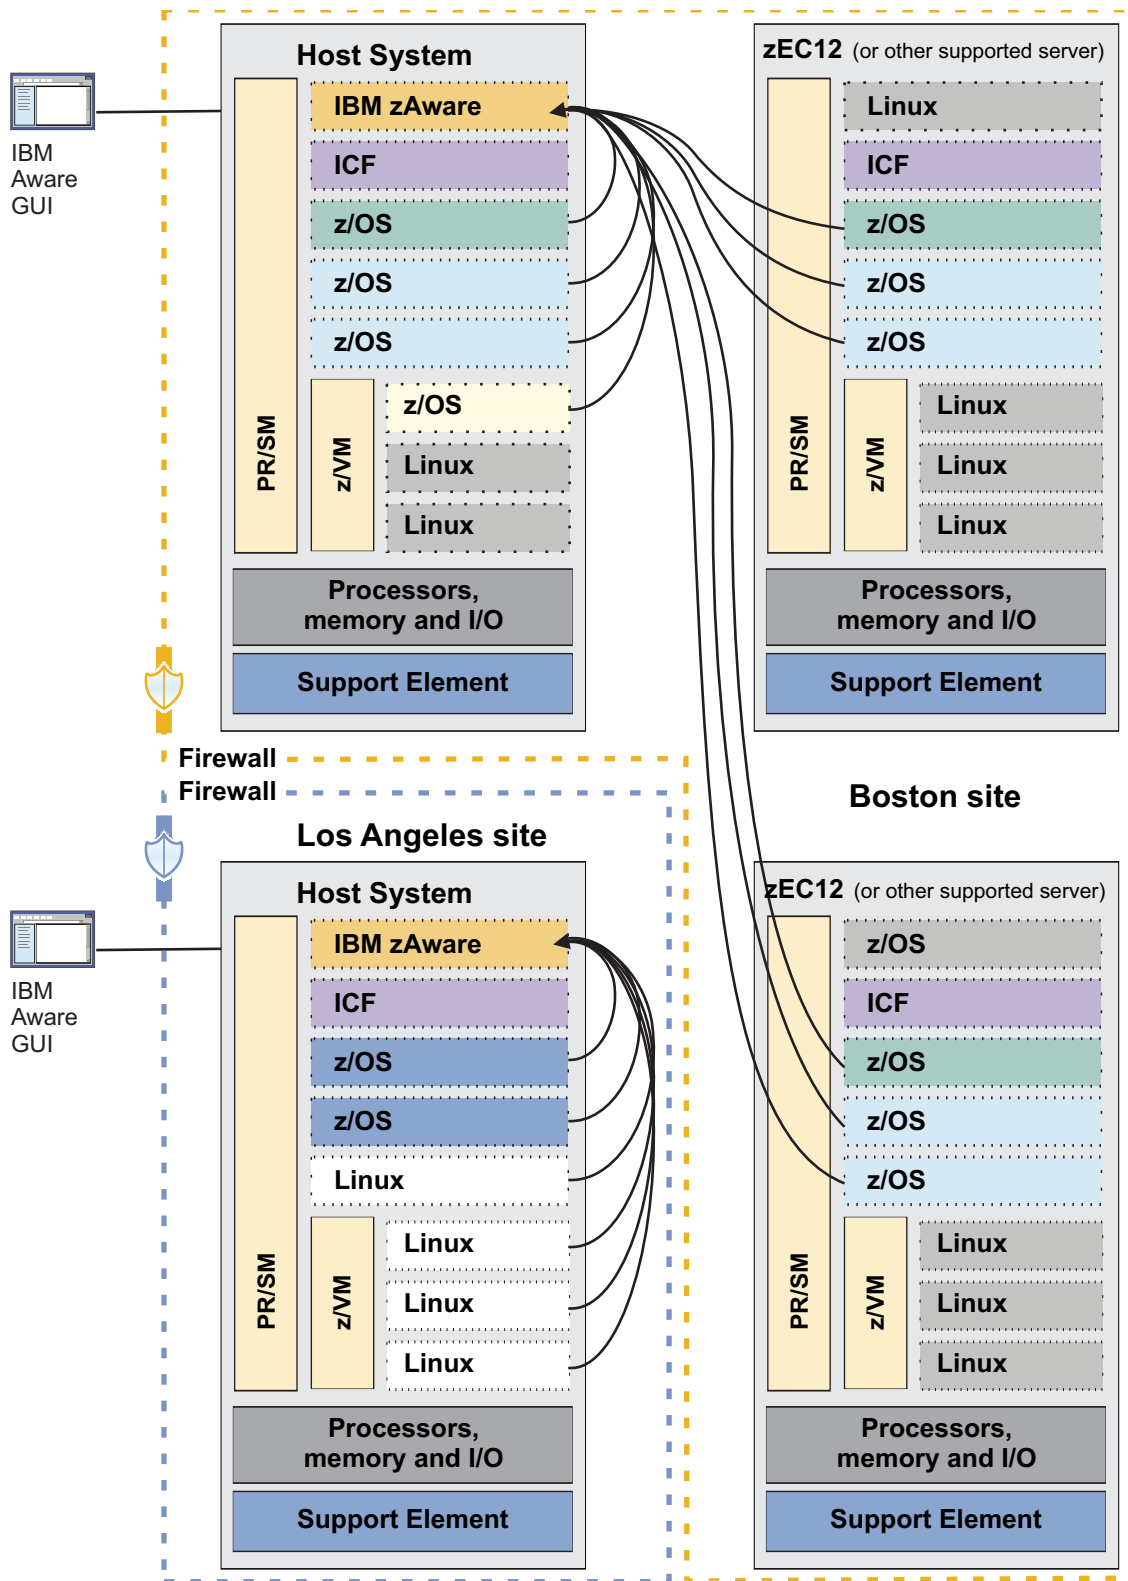 Host System
IBM zAware
ICF
z/OS
z/OS
z/OS
z/OS
Linux
Linux
PR/SM
z/VM
Processors,
memory and I/O
Support Element
IBM
Aware
GUI
zEC12 (or other supported server)
Linux
ICF
z/OS
z/OS
z/OS
Linux
Linux
Linux
PR/SM
z/VM
Processors,
memory and I/O
Support Element
Firewall
Firewall
Boston site
Los Angeles site
Host System
IBM zAware
ICF
z/OS
z/OS
Linux
Linux
Linux
Linux
PR/SM
z/VM
Processors,
memory and I/O
Support Element
IBM
Aware
GUI
zEC12 (or other supported server)
z/OS
ICF
z/OS
z/OS
z/OS
Linux
Linux
Linux
PR/SM
z/VM
Processors,
memory and I/O
Support Element